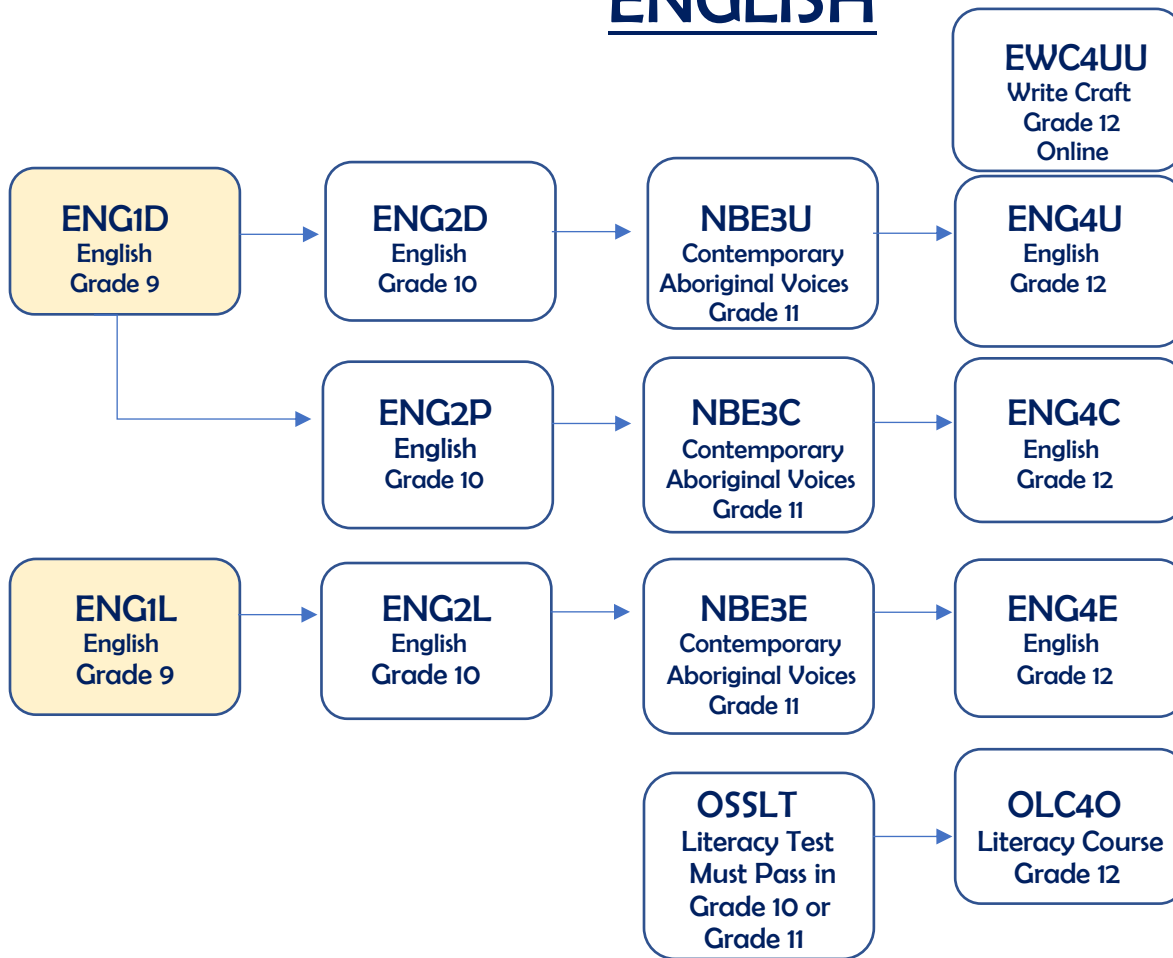 ENGLISH
EWC4UU
Write Craft
Grade 12
Online
ENG1D
English
Grade 9
ENG2D
English
Grade 10
NBE3U
Contemporary
Aboriginal Voices
Grade 11
ENG4U
English
Grade 12
ENG2P
English
Grade 10
NBE3C
Contemporary
Aboriginal Voices
Grade 11
ENG4C
English
Grade 12
ENG1L
English
Grade 9
ENG2L
English
Grade 10
NBE3E
Contemporary
Aboriginal Voices
Grade 11
ENG4E
English
Grade 12
OSSLT
Literacy Test
Must Pass in
Grade 10 or
Grade 11
OLC4O
Literacy Course
Grade 12